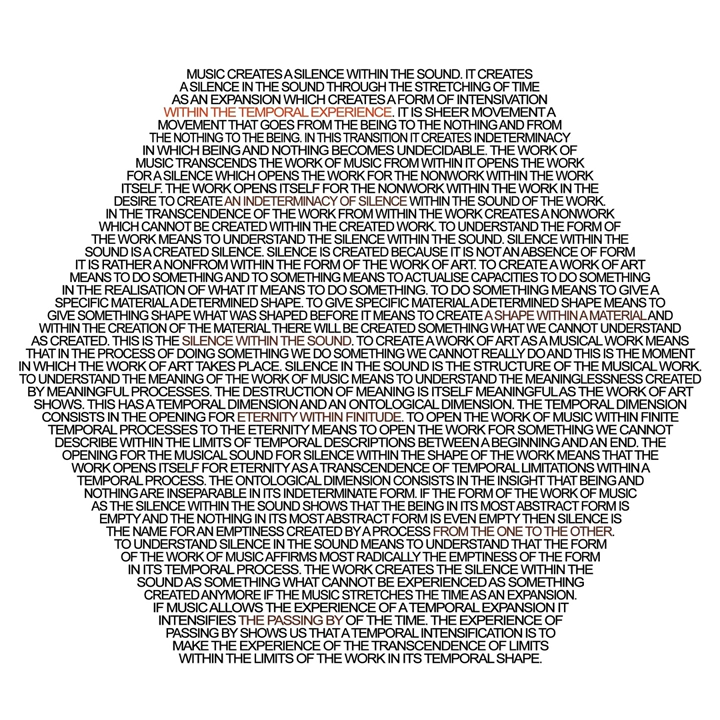 MUSIC CREATES A SILENCE WITHIN THE SOUND. IT CREATES
A SILENCE IN THE SOUND THROUGH THE STRETCHING OF TIME
AS AN EXPANSION WHICH CREATES A FORM OF INTENSIVATION
WITHIN THE TEMPORAL EXPERIENCE. IT IS SHEER MOVEMENT A
MOVEMENT THAT GOES FROM THE BEING TO THE NOTHING AND FROM
THE NOTHING TO THE BEING. IN THIS TRANSITION IT CREATES INDETERMINACY
IN WHICH BEING AND NOTHING BECOMES UNDECIDABLE. THE WORK OF
MUSIC TRANSCENDS THE WORK OF MUSIC FROM WITHIN IT OPENS THE WORK
FOR A SILENCE WHICH OPENS THE WORK FOR THE NONWORK WITHIN THE WORK
ITSELF. THE WORK OPENS ITSELF FOR THE NONWORK WITHIN THE WORK IN THE
DESIRE TO CREATE AN INDETERMINACY OF SILENCE WITHIN THE SOUND OF THE WORK.
IN THE TRANSCENDENCE OF THE WORK FROM WITHIN THE WORK CREATES A NONWORK
WHICH CANNOT BE CREATED WITHIN THE CREATED WORK. TO UNDERSTAND THE FORM OF
THE WORK MEANS TO UNDERSTAND THE SILENCE WITHIN THE SOUND. SILENCE WITHIN THE
SOUND IS A CREATED SILENCE. SILENCE IS CREATED BECAUSE IT IS NOT AN ABSENCE OF FORM
IT IS RATHER A NONFROM WITHIN THE FORM OF THE WORK OF ART. TO CREATE A WORK OF ART
MEANS TO DO SOMETHING AND TO SOMETHING MEANS TO ACTUALISE CAPACITIES TO DO SOMETHING
IN THE REALISATION OF WHAT IT MEANS TO DO SOMETHING. TO DO SOMETHING MEANS TO GIVE A
SPECIFIC MATERIAL A DETERMINED SHAPE. TO GIVE SPECIFIC MATERIAL A DETERMINED SHAPE MEANS TO
GIVE SOMETHING SHAPE WHAT WAS SHAPED BEFORE IT MEANS TO CREATE A SHAPE WITHIN A MATERIAL AND
WITHIN THE CREATION OF THE MATERIAL THERE WILL BE CREATED SOMETHING WHAT WE CANNOT UNDERSTAND
AS CREATED. THIS IS THE SILENCE WITHIN THE SOUND. TO CREATE A WORK OF ART AS A MUSICAL WORK MEANS
THAT IN THE PROCESS OF DOING SOMETHING WE DO SOMETHING WE CANNOT REALLY DO AND THIS IS THE MOMENT
IN WHICH THE WORK OF ART TAKES PLACE. SILENCE IN THE SOUND IS THE STRUCTURE OF THE MUSICAL WORK.
TO UNDERSTAND THE MEANING OF THE WORK OF MUSIC MEANS TO UNDERSTAND THE MEANINGLESSNESS CREATED
BY MEANINGFUL PROCESSES. THE DESTRUCTION OF MEANING IS ITSELF MEANINGFUL AS THE WORK OF ART
SHOWS. THIS HAS A TEMPORAL DIMENSION AND AN ONTOLOGICAL DIMENSION. THE TEMPORAL DIMENSION
CONSISTS IN THE OPENING FOR ETERNITY WITHIN FINITUDE. TO OPEN THE WORK OF MUSIC WITHIN FINITE
TEMPORAL PROCESSES TO THE ETERNITY MEANS TO OPEN THE WORK FOR SOMETHING WE CANNOT
DESCRIBE WITHIN THE LIMITS OF TEMPORAL DESCRIPTIONS BETWEEN A BEGINNING AND AN END. THE
OPENING FOR THE MUSICAL SOUND FOR SILENCE WITHIN THE SHAPE OF THE WORK MEANS THAT THE
WORK OPENS ITSELF FOR ETERNITY AS A TRANSCENDENCE OF TEMPORAL LIMITATIONS WITHIN A
TEMPORAL PROCESS. THE ONTOLOGICAL DIMENSION CONSISTS IN THE INSIGHT THAT BEING AND
NOTHING ARE INSEPARABLE IN ITS INDETERMINATE FORM. IF THE FORM OF THE WORK OF MUSIC
AS THE SILENCE WITHIN THE SOUND SHOWS THAT THE BEING IN ITS MOST ABSTRACT FORM IS
EMPTY AND THE NOTHING IN ITS MOST ABSTRACT FORM IS EVEN EMPTY THEN SILENCE IS
THE NAME FOR AN EMPTINESS CREATED BY A PROCESS FROM THE ONE TO THE OTHER.
TO UNDERSTAND SILENCE IN THE SOUND MEANS TO UNDERSTAND THAT THE FORM
OF THE WORK OF MUSIC AFFIRMS MOST RADICALLY THE EMPTINESS OF THE FORM
IN ITS TEMPORAL PROCESS. THE WORK CREATES THE SILENCE WITHIN THE
SOUND AS SOMETHING WHAT CANNOT BE EXPERIENCED AS SOMETHING
CREATED ANYMORE IF THE MUSIC STRETCHES THE TIME AS AN EXPANSION.
IF MUSIC ALLOWS THE EXPERIENCE OF A TEMPORAL EXPANSION IT
INTENSIFIES THE PASSING BY OF THE TIME. THE EXPERIENCE OF
PASSING BY SHOWS US THAT A TEMPORAL INTENSIFICATION IS TO
MAKE THE EXPERIENCE OF THE TRANSCENDENCE OF LIMITS
WITHIN THE LIMITS OF THE WORK IN ITS TEMPORAL SHAPE.